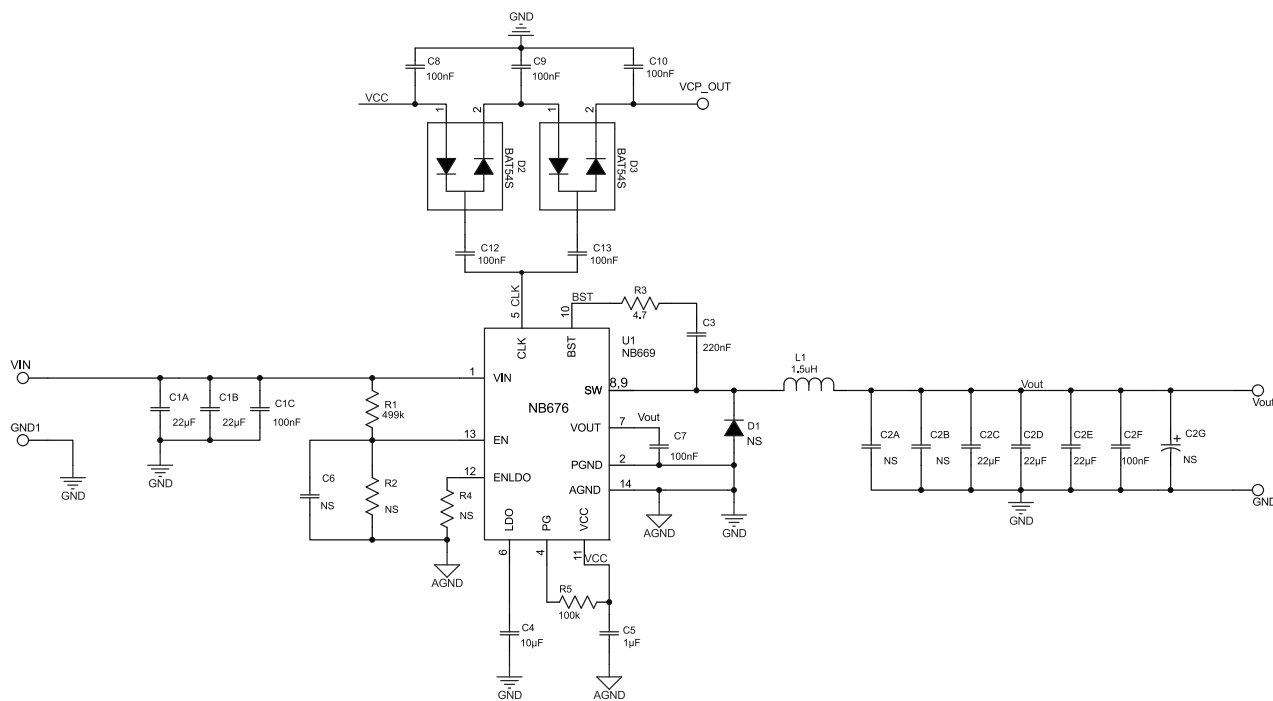 GND
C8
100nF
C9
100nF
C10
100nF
VCC
1
2
1
2
VCP_OUT
D2
BAT54S
D3
BAT54S
C12
100nF
C13
100nF
CLK
5
CLK
BST
10
BST
R3
4.7
C3
220nF
U1
NB669
NB676
VIN
1
VIN
C1A
22µF
C1B
22µF
C1C
100nF
R1
499k
GND1
GND
GND
13
EN
12
ENLDO
C6
NS
R2
NS
R4
NS
AGND
SW
8,9
L1
1.5uH
VOUT
7
Vout
C7
100nF
D1
NS
PGND
2
AGND
14
AGND
GND
Vout
Vout
C2A
NS
C2B
NS
C2C
22µF
C2D
22µF
C2E
22µF
C2F
100nF
+
C2G
NS
GND
GND
LDO
6
PG
4
VCC
11
VCC
R5
100k
C4
10µF
GND
C5
1µF
AGND